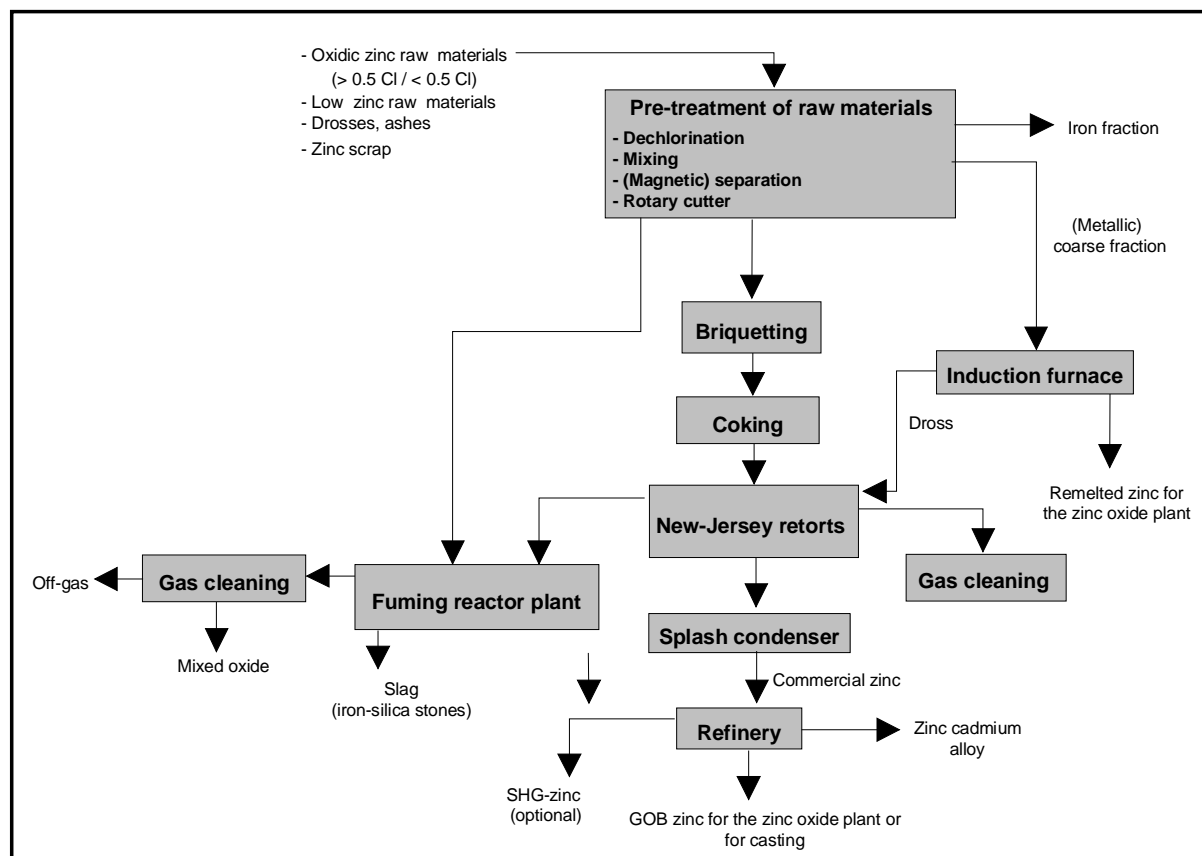 - Oxidic zinc raw materials
(> 0.5 Cl / < 0.5 Cl)
- Low zinc raw materials
- Drosses, ashes
- Zinc scrap
Pre-treatment of raw materials
- Dechlorination
- Mixing
- (Magnetic) separation
- Rotary cutter
Iron fraction
(Metallic)
coarse fraction
Briquetting
Induction furnace
Coking
Dross
Remelted zinc for
the zinc oxide plant
New-Jersey retorts
Gas cleaning
Off-gas
Gas cleaning
Fuming reactor plant
Mixed oxide
Slag
(iron-silica stones)
Splash condenser
Commercial zinc
Refinery
Zinc cadmium
alloy
SHG-zinc
(optional)
GOB zinc for the zinc oxide plant or
for casting